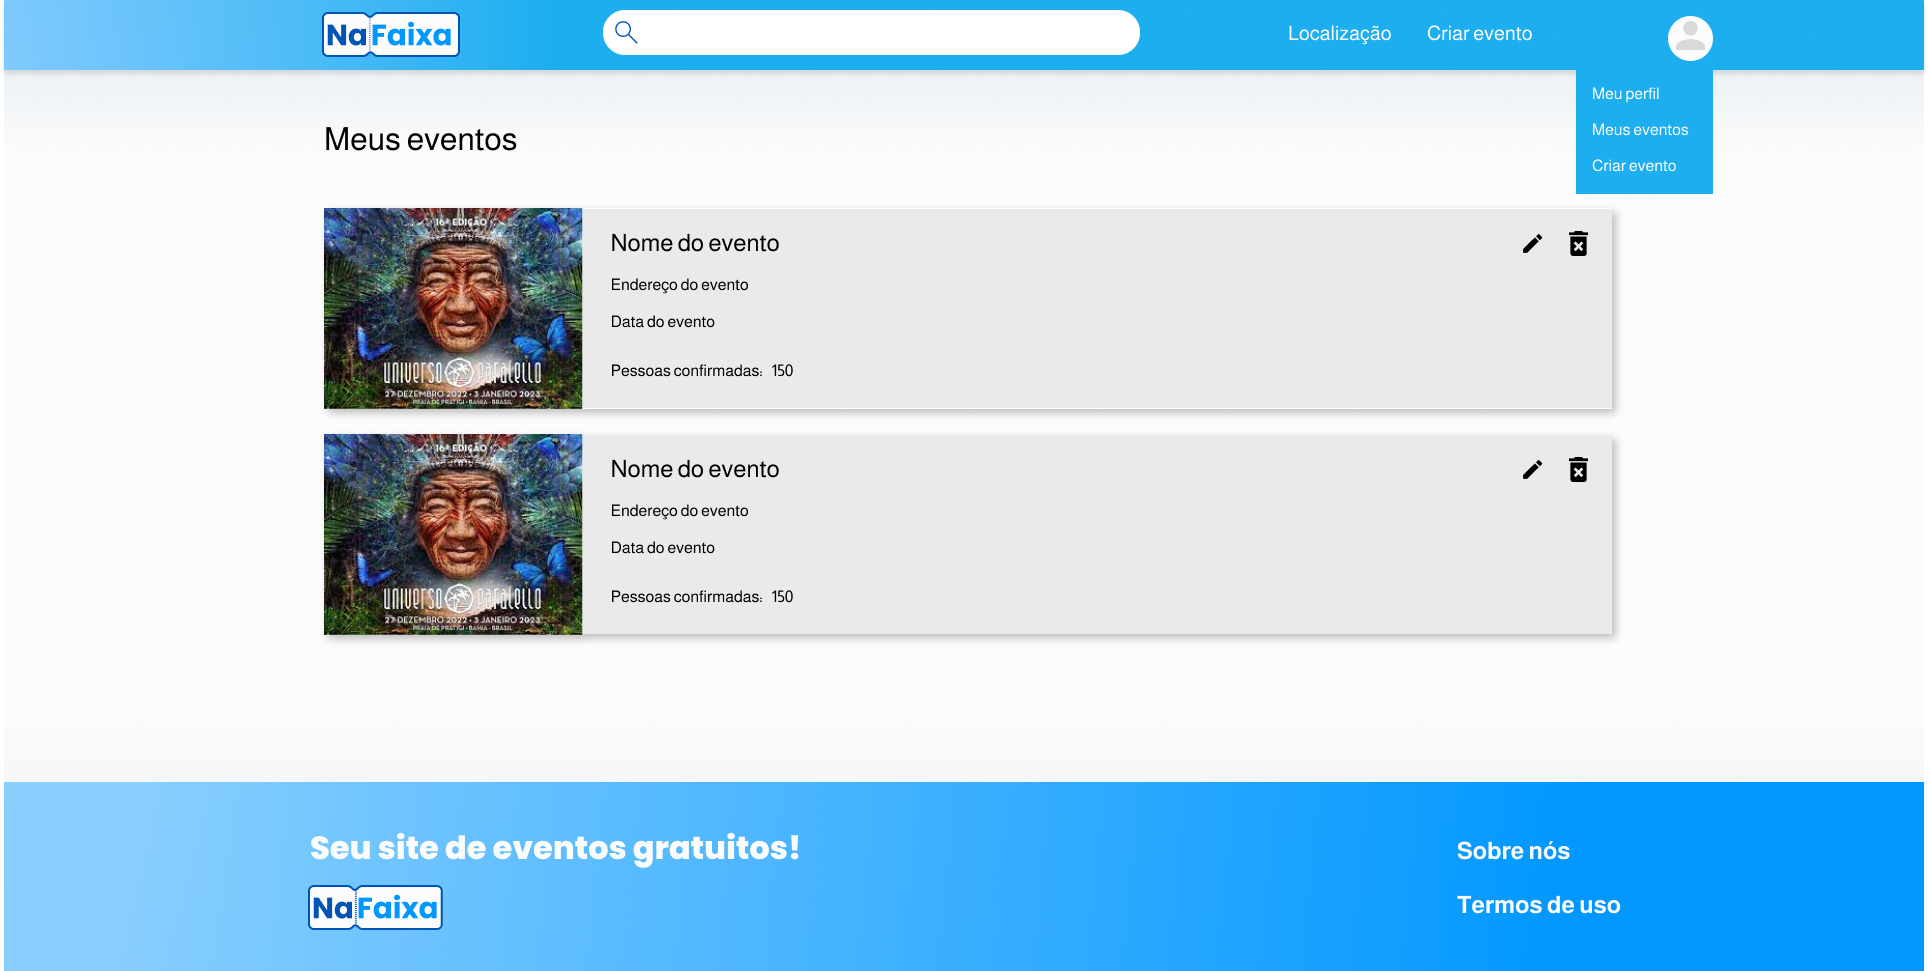 NaFaixa
Localização
Criar evento
Meu perfil
Meus eventos
Criar evento
Meus eventos
16ª EDIÇÃO
UNIVERSO PARALELLO
27 DEZEMBRO 2022 • 3 JANEIRO 2023
PRAIA DE PRATIGI • BAHIA • BRASIL
Nome do evento
Endereço do evento
Data do evento
Pessoas confirmadas: 150
16ª EDIÇÃO
UNIVERSO PARALELLO
27 DEZEMBRO 2022 • 3 JANEIRO 2023
PRAIA DE PRATIGI • BAHIA • BRASIL
Nome do evento
Endereço do evento
Data do evento
Pessoas confirmadas: 150
Seu site de eventos gratuitos!
NaFaixa
Sobre nós
Termos de uso